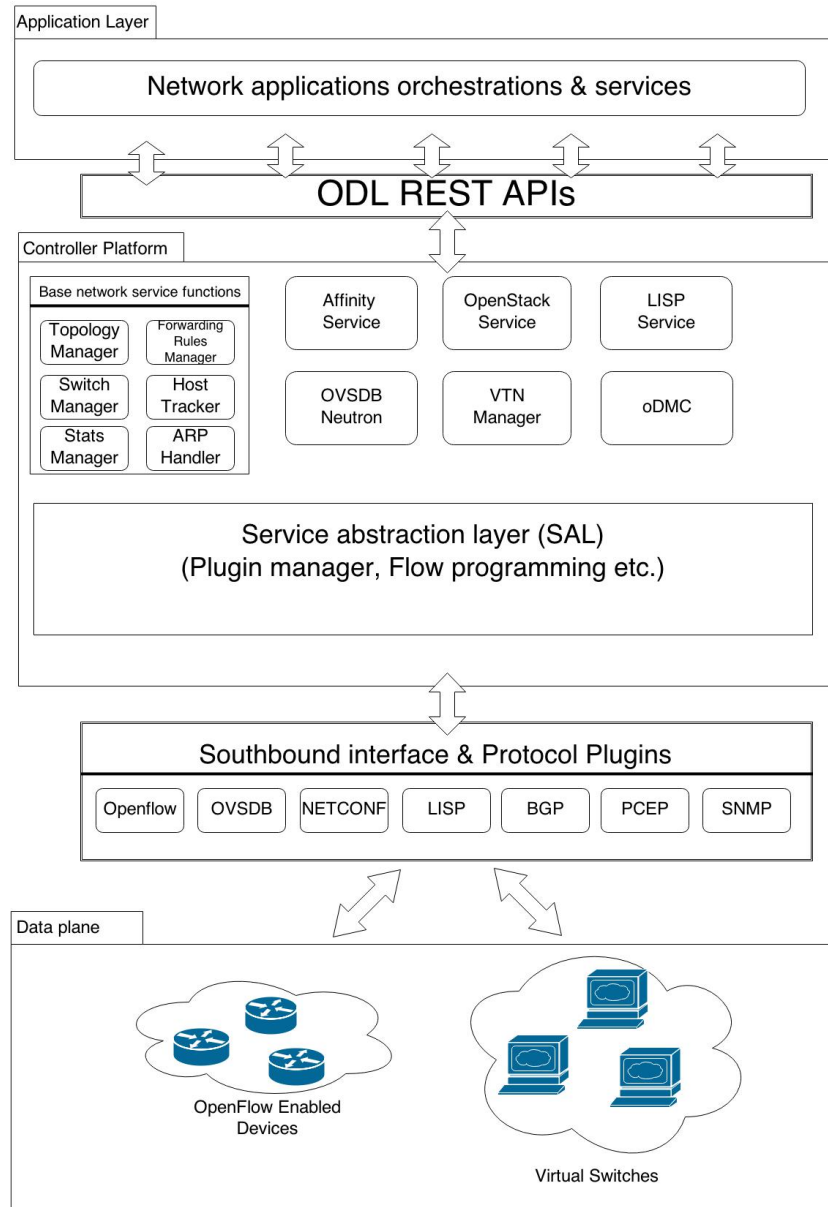 Application Layer
Network applications orchestrations & services
ODL REST APIs
Controller Platform
Base network service functions
Topology
Manager
Forwarding
Rules
Manager
Switch
Manager
Host
Tracker
Stats
Manager
ARP
Handler
Affinity
Service
OpenStack
Service
LISP
Service
OVSDB
Neutron
VTN
Manager
oDMC
Service abstraction layer (SAL)
(Plugin manager, Flow programming etc.)
Southbound interface & Protocol Plugins
Openflow
OVSDB
NETCONF
LISP
BGP
PCEP
SNMP
Data plane
OpenFlow Enabled
Devices
Virtual Switches